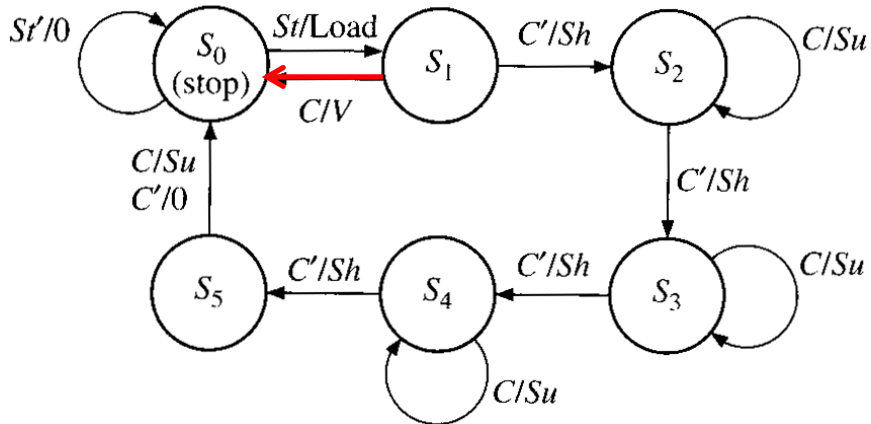 St′/0
S₀
(stop)
St/Load
C/V
S₁
C′/Sh
S₂
C/Su
C′/Sh
C/Su
C′/0
S₅
C′/Sh
S₄
C′/Sh
S₃
C/Su
C/Su